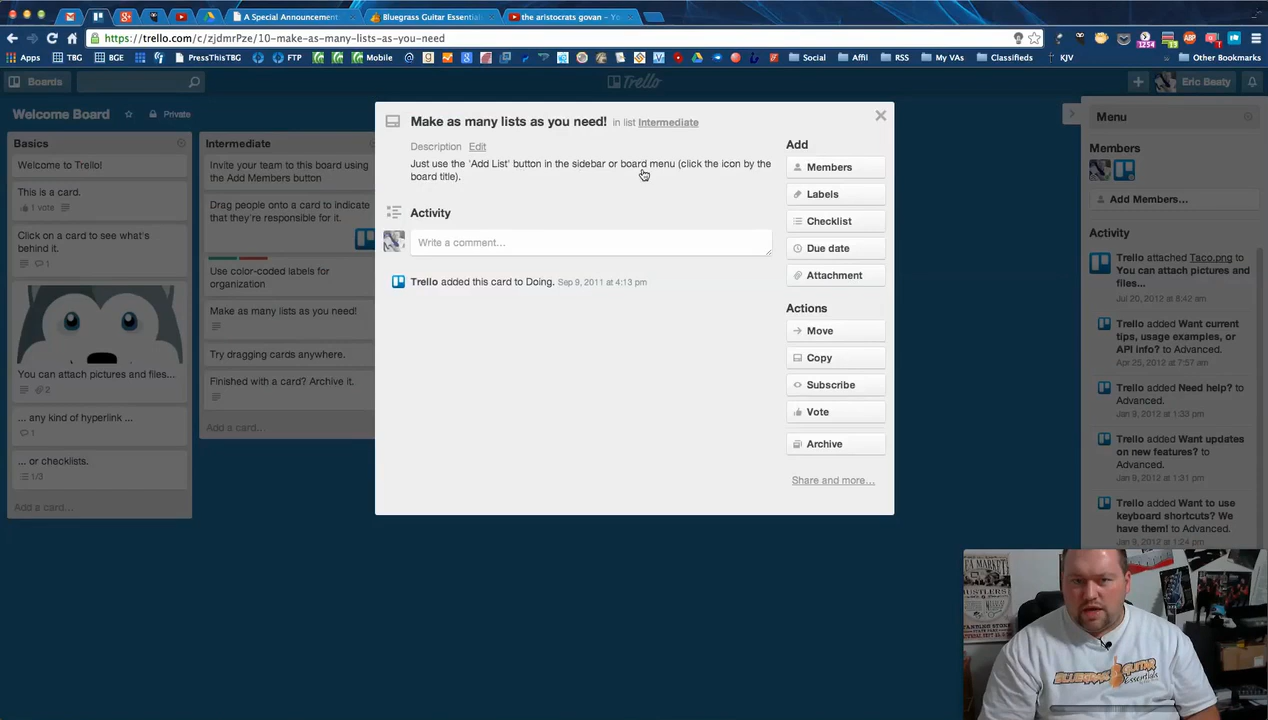 A Special Announcement
Bluegrass Guitar Essential
the aristocrats govan – Yo
https://trello.com/c/zjdmrPze/10-make-as-many-lists-as-you-need
Apps
TBG
BGE
PressThisTBG
FTP
Mobile
Social
Affil
RSS
My VAs
Classifieds
KJV
Other Bookmarks
Boards
Trello
Eric Beaty
Welcome Board
Private
Basics
Welcome to Trello!
This is a card.
1 vote
Click on a card to see what's
behind it.
1
You can attach pictures and files...
2
... any kind of hyperlink ...
1
... or checklists.
1/3
Add a card...
Intermediate
Invite your team to this board using
the Add Members button
Drag people onto a card to indicate
that they're responsible for it.
Use color-coded labels for
organization
Make as many lists as you need!
Try dragging cards anywhere.
Finished with a card? Archive it.
Add a card...
Make as many lists as you need! in list Intermediate
Description Edit
Just use the 'Add List' button in the sidebar or board menu (click the icon by the
board title).
Activity
Write a comment...
Trello added this card to Doing. Sep 9, 2011 at 4:13 pm
Add
Members
Labels
Checklist
Due date
Attachment
Actions
Move
Copy
Subscribe
Vote
Archive
Share and more...
Menu
Members
Add Members...
Activity
Trello attached Taco.png to
You can attach pictures and
files...
Jul 20, 2012 at 8:42 am
Trello added Want current
tips, usage examples, or
API info? to Advanced.
Apr 25, 2012 at 7:57 am
Trello added Need help? to
Advanced.
Jan 9, 2012 at 1:33 pm
Trello added Want updates
on new features? to
Advanced.
Jan 9, 2012 at 1:31 pm
Trello added Want to use
keyboard shortcuts? We
have them! to Advanced.
Jan 9, 2012 at 1:24 pm
BLUEGRASS GUITAR
Essentials